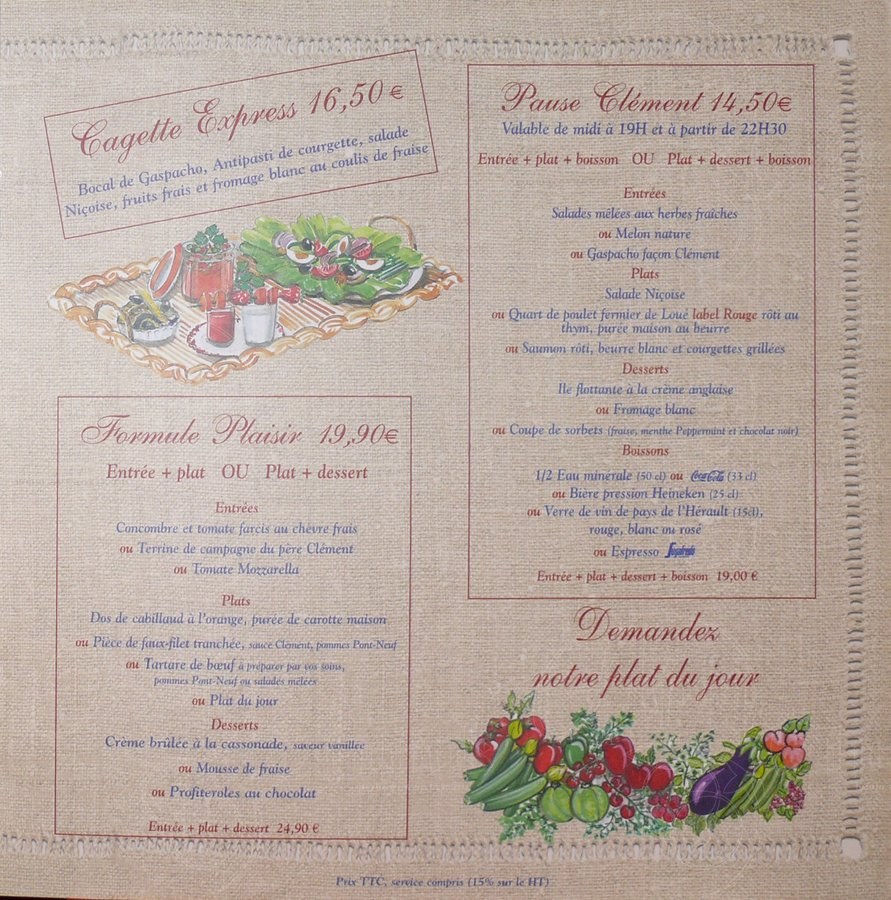 Cagette Express 16,50 €
Bocal de Gaspacho, Antipasti de courgette, salade
Niçoise, fruits frais et fromage blanc au coulis de fraise
Formule Plaisir 19,90€
Entrée + plat OU Plat + dessert
Entrées
Concombre et tomate farcis au chèvre frais
ou Terrine de campagne du père Clément
ou Tomate Mozzarella
Plats
Dos de cabillaud à l'orange, purée de carotte maison
ou Pièce de faux-filet tranchée, sauce Clément, pommes Pont-Neuf
ou Tartare de bœuf à préparer par vos soins,
pommes Pont-Neuf ou salades mêlées
ou Plat du jour
Desserts
Crème brûlée à la cassonade, saveur vanillée
ou Mousse de fraise
ou Profiteroles au chocolat
Entrée + plat + dessert 24,90 €
Pause Clément 14,50€
Valable de midi à 19H et à partir de 22H30
Entrée + plat + boisson OU Plat + dessert + boisson
Entrées
Salades mêlées aux herbes fraîches
ou Melon nature
ou Gaspacho façon Clément
Plats
Salade Niçoise
ou Quart de poulet fermier de Loué label Rouge rôti au
thym, purée maison au beurre
ou Saumon rôti, beurre blanc et courgettes grillées
Desserts
Ile flottante à la crème anglaise
ou Fromage blanc
ou Coupe de sorbets (fraise, menthe Peppermint et chocolat noir)
Boissons
1/2 Eau minérale (50 cl) ou Coca-Cola (33 cl)
ou Bière pression Heineken (25 cl)
ou Verre de vin de pays de l'Hérault (15cl),
rouge, blanc ou rosé
ou Espresso
Entrée + plat + dessert + boisson 19,00 €
Demandez
notre plat du jour
Prix TTC, service compris (15% sur le HT)